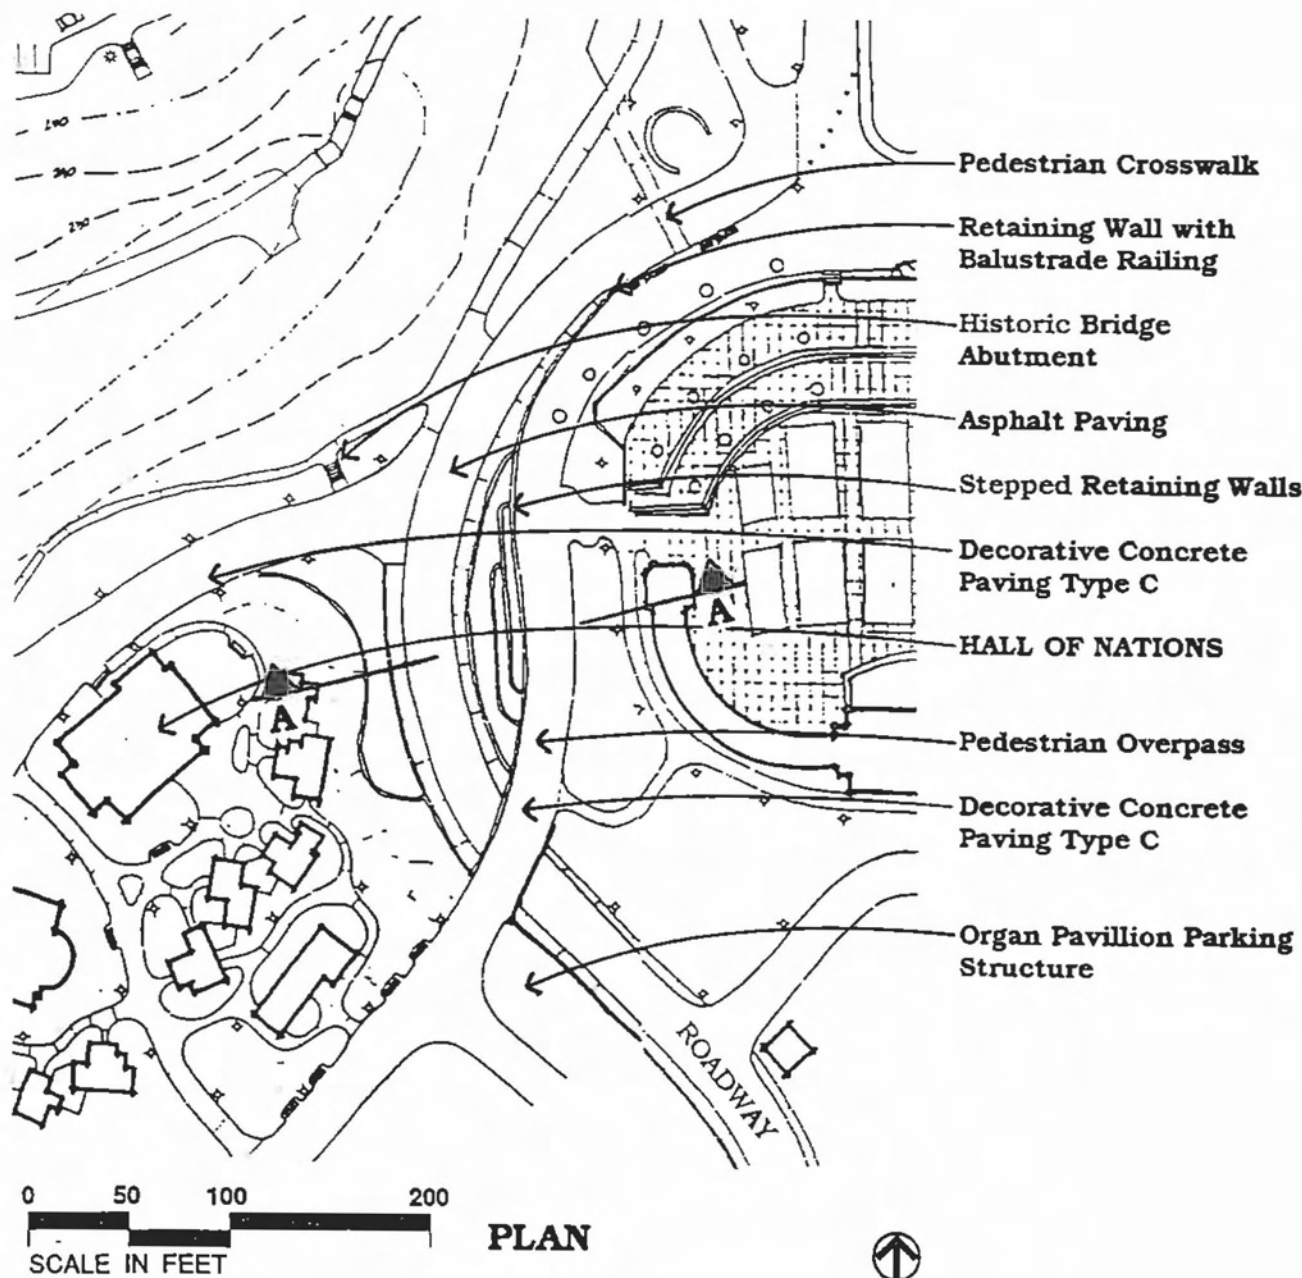 Pedestrian Crosswalk
Retaining Wall with
Balustrade Railing
Historic Bridge
Abutment
Asphalt Paving
Stepped Retaining Walls
Decorative Concrete
Paving Type C
HALL OF NATIONS
Pedestrian Overpass
Decorative Concrete
Paving Type C
Organ Pavillion Parking
Structure
A
A'
ROADWAY
0 50 100 200
SCALE IN FEET
PLAN